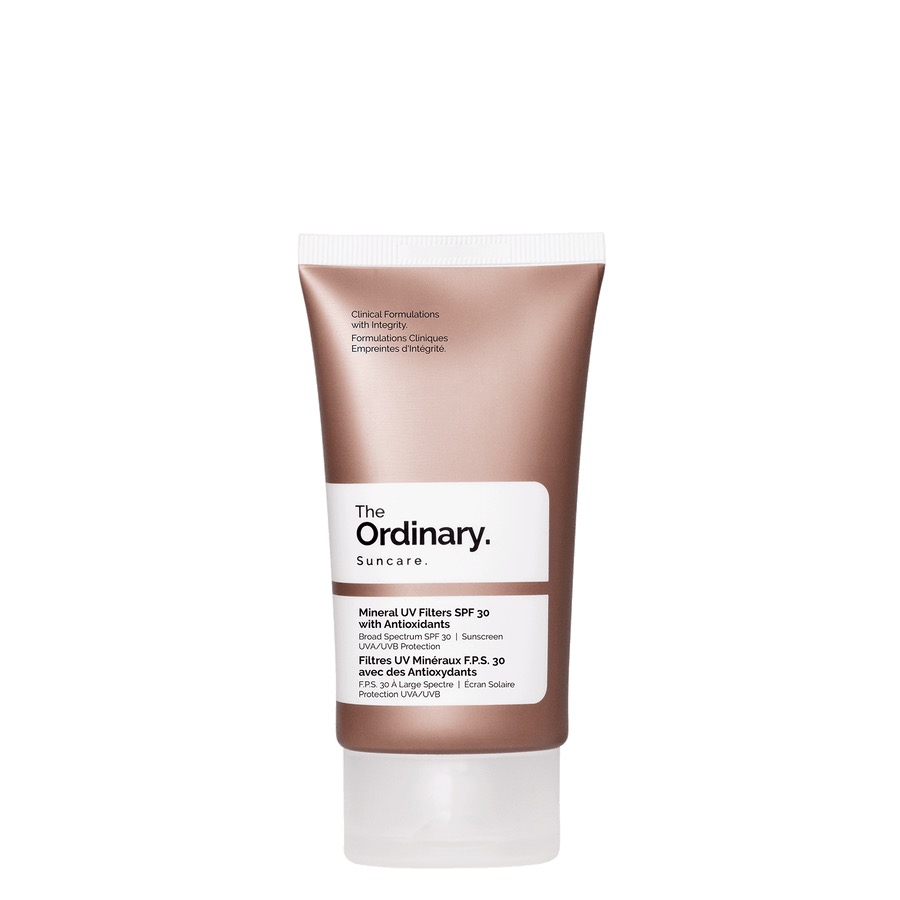 Clinical Formulations
with Integrity.
Formulations Cliniques
Empreintes d'Intégrité.
The
Ordinary.
Suncare.
Mineral UV Filters SPF 30
with Antioxidants
Broad Spectrum SPF 30 | Sunscreen
UVA/UVB Protection
Filtres UV Minéraux F.P.S. 30
avec des Antioxydants
F.P.S. 30 À Large Spectre | Écran Solaire
Protection UVA/UVB